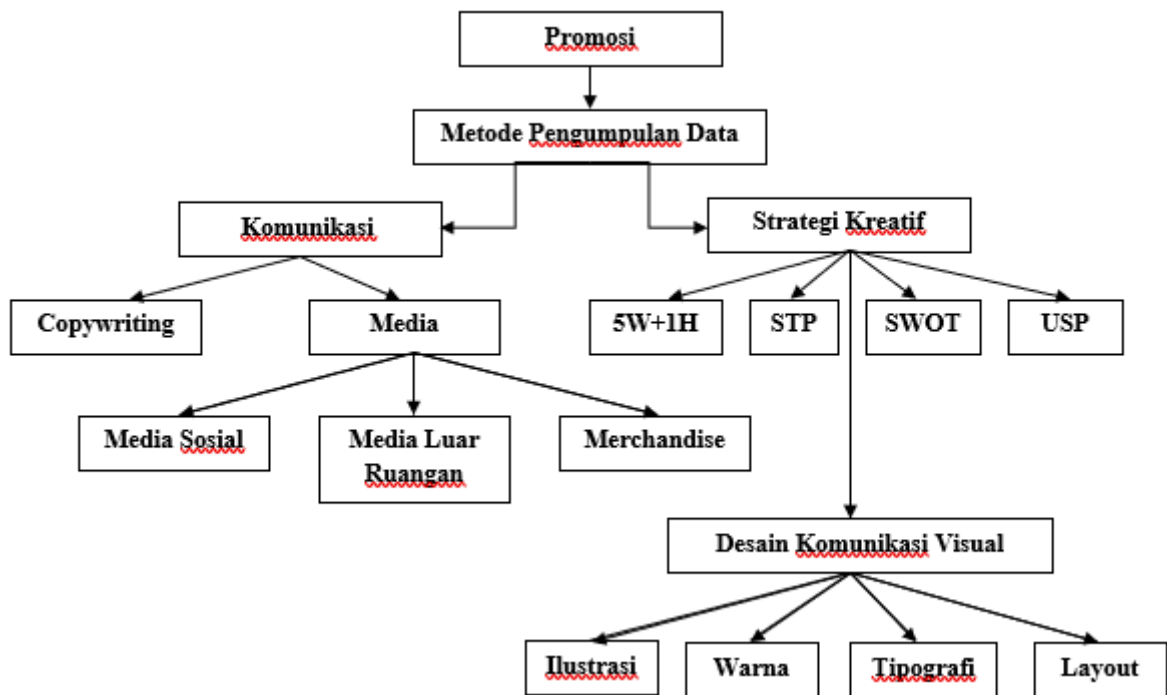 Promosi
Metode Pengumpulan Data
Komunikasi
Strategi Kreatif
Copywriting
Media
5W+1H
STP
SWOT
USP
Media Sosial
Media Luar
Ruangan
Merchandise
Desain Komunikasi Visual
Ilustrasi
Warna
Tipografi
Layout